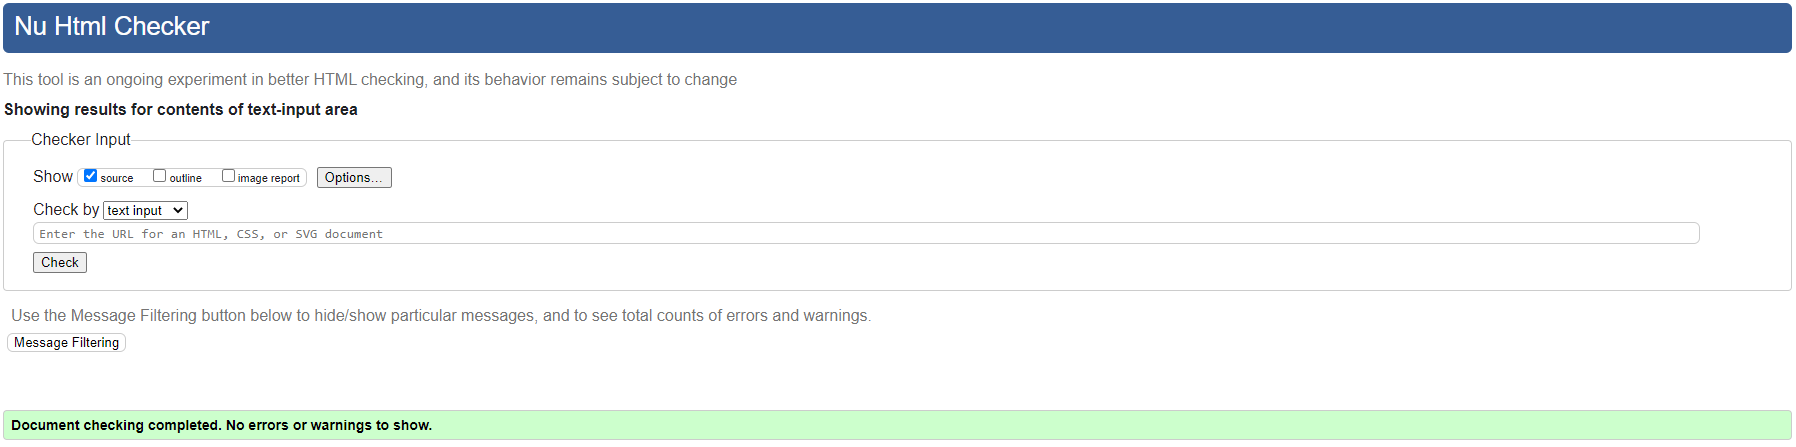 Nu Html Checker
This tool is an ongoing experiment in better HTML checking, and its behavior remains subject to change
Showing results for contents of text-input area
Checker Input
Show source outline image report Options...
Check by text input
Enter the URL for an HTML, CSS, or SVG document
Check
Use the Message Filtering button below to hide/show particular messages, and to see total counts of errors and warnings.
Message Filtering
Document checking completed. No errors or warnings to show.